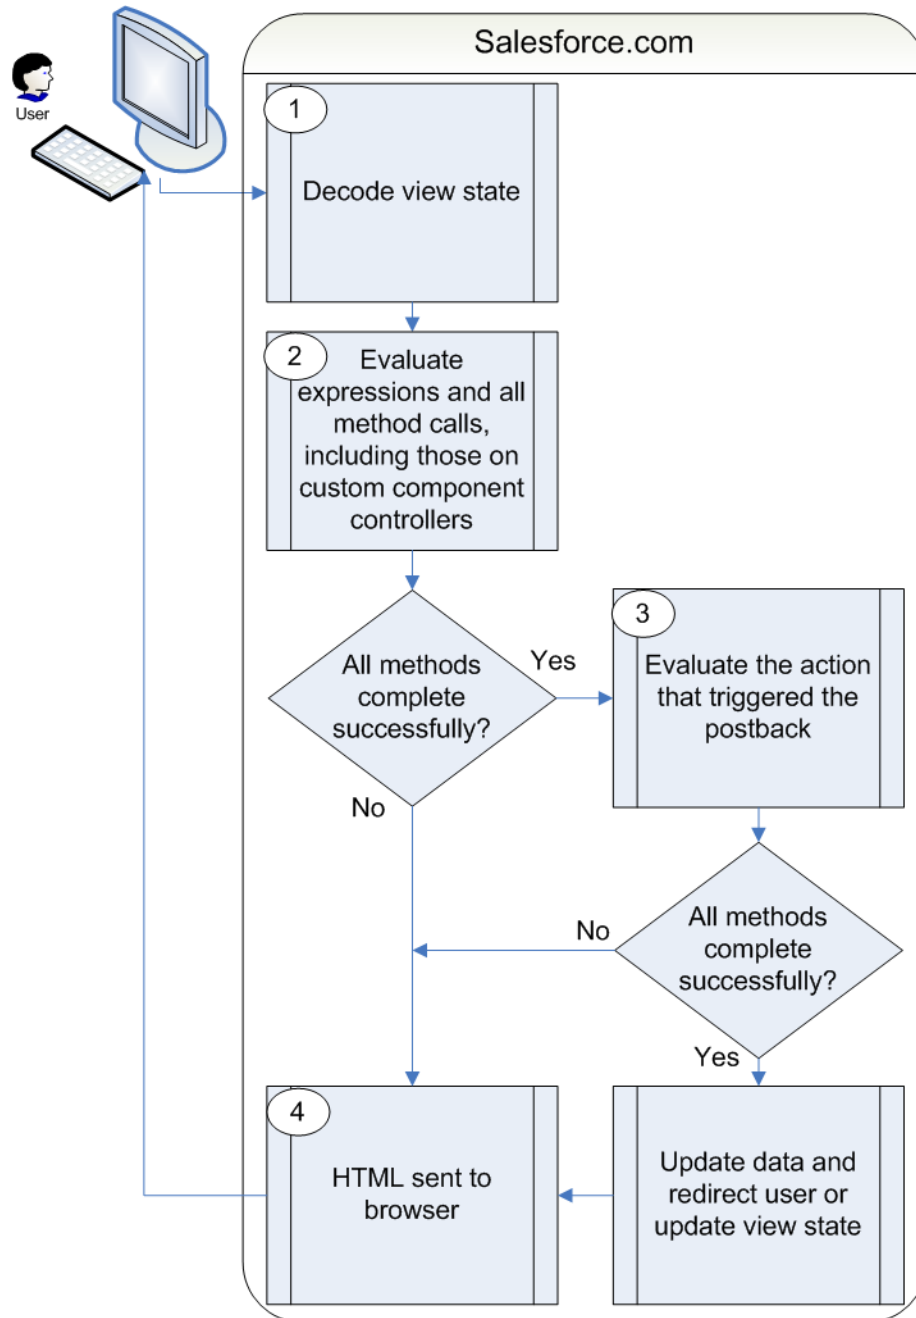 Salesforce.com
User
1
Decode view state
2
Evaluate
expressions and all
method calls,
including those on
custom component
controllers
All methods
complete
successfully?
Yes
No
3
Evaluate the action
that triggered the
postback
All methods
complete
successfully?
No
Yes
4
HTML sent to
browser
Update data and
redirect user or
update view state